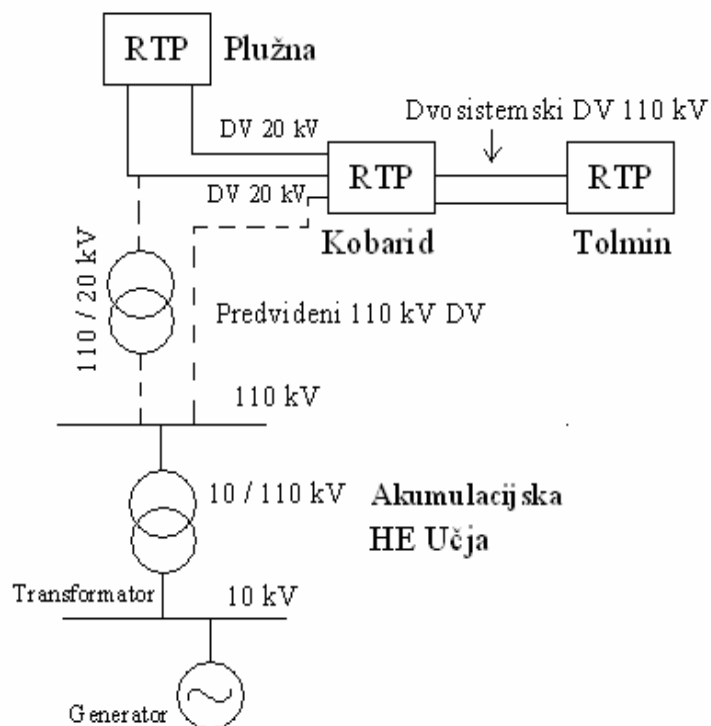 RTP Plužna
DV 20 kV
Dvosistemski DV 110 kV
RTP
RTP
DV 20 kV
Kobarid
Tolmin
110 / 20 kV
Predvideni 110 kV DV
110 kV
10 / 110 kV
Akumulacijska
HE Učja
Transformator
10 kV
Generator